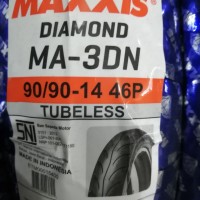 MAXXIS
DIAMOND
MA-3DN
90/90-14 46P
TUBELESS
SNI
MADE IN INDONESIA